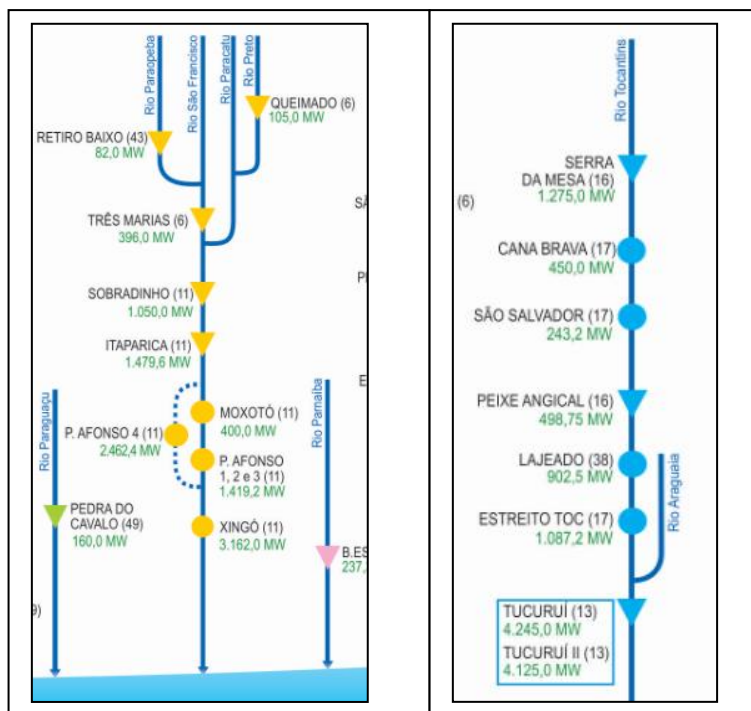 Rio Paraopeba
Rio São Francisco
Rio Paracatu
Rio Preto
QUEIMADO (6)
105,0 MW
RETIRO BAIXO (43)
82,0 MW
TRÊS MARIAS (6)
396,0 MW
SOBRADINHO (11)
1.050,0 MW
ITAPARICA (11)
1.479,6 MW
MOXOTÓ (11)
400,0 MW
P. AFONSO 4 (11)
2.462,4 MW
P. AFONSO
1, 2 e 3 (11)
1.419,2 MW
XINGÓ (11)
3.162,0 MW
Rio Paraguaçu
PEDRA DO
CAVALO (49)
160,0 MW
Rio Parnaíba
B.ES
237,
9)
Rio Tocantins
(6)
SERRA
DA MESA (16)
1.275,0 MW
CANA BRAVA (17)
450,0 MW
SÃO SALVADOR (17)
243,2 MW
PEIXE ANGICAL (16)
498,75 MW
LAJEADO (38)
902,5 MW
ESTREITO TOC (17)
1.087,2 MW
Rio Araguaia
TUCURUÍ (13)
4.245,0 MW
TUCURUÍ II (13)
4.125,0 MW